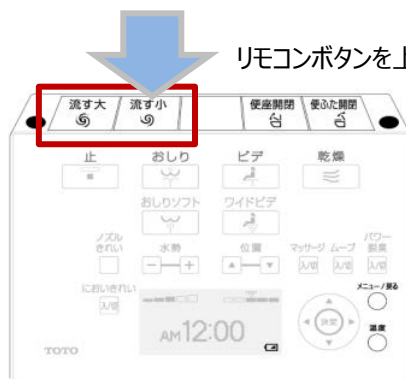 リモコンボタンを上
流す大 流す小 便座開閉 便ふた開閉
止 おしり ビデ 乾燥
おしりソフト ワイドビデ
ノズルきれい 水勢 位置 マッサージ ムーブ パワー脱臭
− + ▲ ▼ 入/切 入/切 入/切
においきれい メニュー/戻る
入/切
決定 温度
AM12:00
TOTO